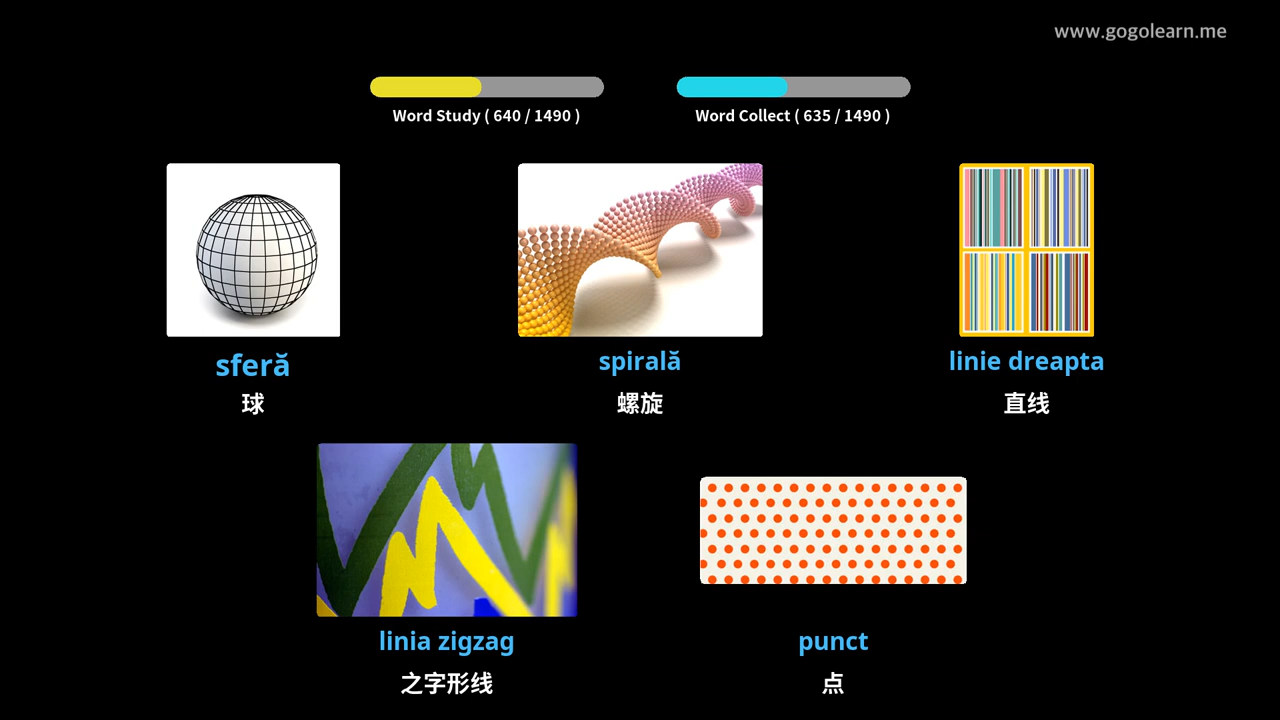 www.gogolearn.me
Word Study ( 640 / 1490 )
Word Collect ( 635 / 1490 )
sferă
球
spirală
螺旋
linie dreapta
直线
linia zigzag
之字形线
punct
点